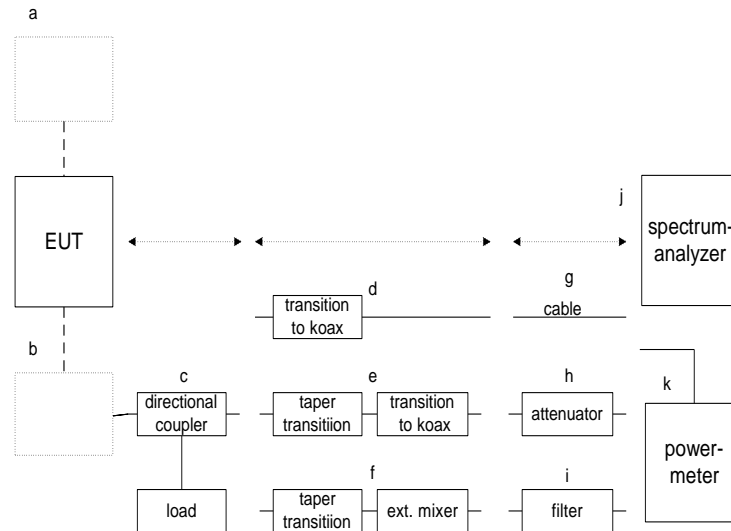 a
EUT
j
spectrum-
analyzer
d
g
transition
to koax
cable
b
c
e
h
k
directional
coupler
taper
transitiion
transition
to koax
attenuator
power-
meter
f
i
load
taper
transitiion
ext. mixer
filter